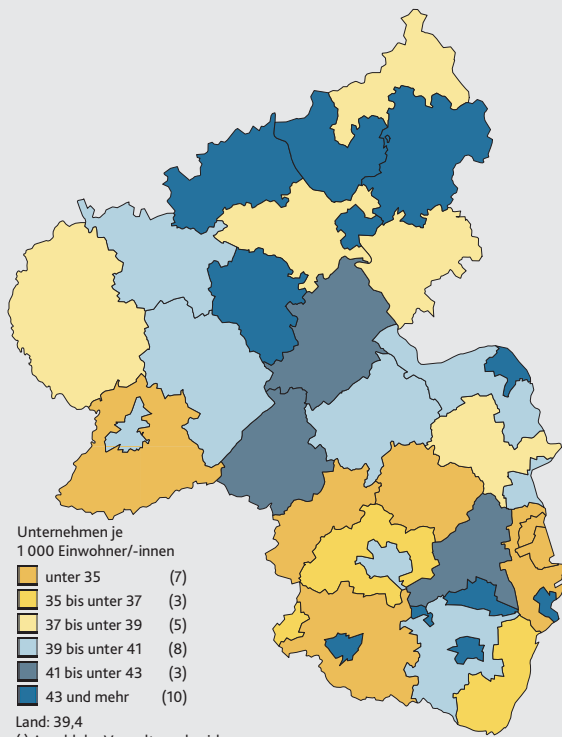 Unternehmen je
1 000 Einwohner/-innen
unter 35 (7)
35 bis unter 37 (3)
37 bis unter 39 (5)
39 bis unter 41 (8)
41 bis unter 43 (3)
43 und mehr (10)
Land: 39,4